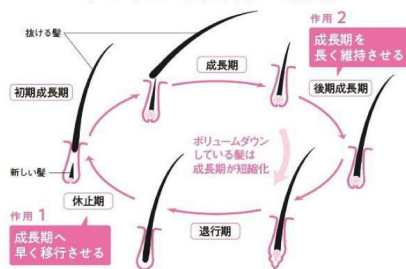 抜ける髪
作用 2
成長期を
長く維持させる
成長期
初期成長期
後期成長期
ボリュームダウン
している髪は
成長期が短縮化
新しい髪
休止期
作用 1
成長期へ
早く移行させる
退行期